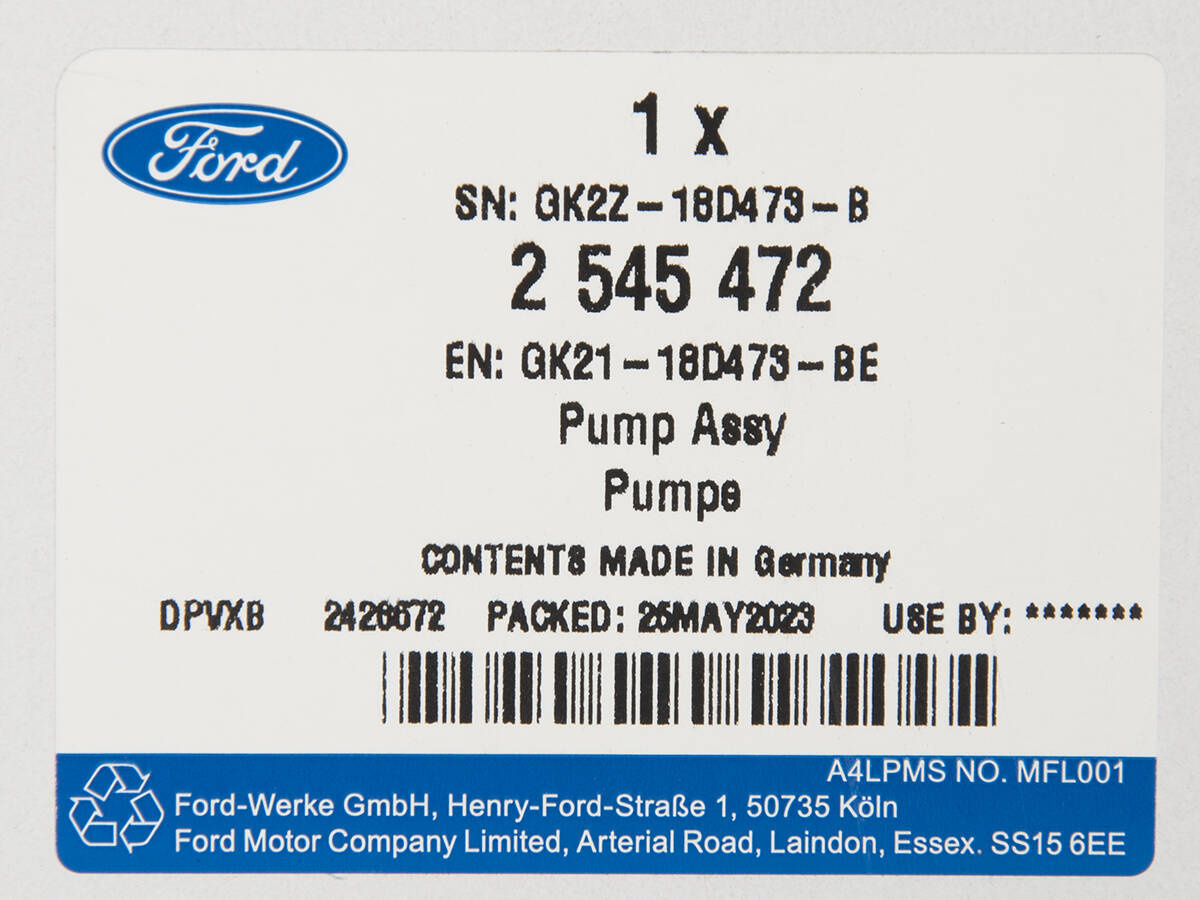 Ford
1 x
SN: GK2Z-18D473-B
2 545 472
EN: GK21-18D473-BE
Pump Assy
Pumpe
CONTENTS MADE IN Germany
DPVXB 2426672 PACKED: 25MAY2023 USE BY: *******
A4LPMS NO. MFL001
Ford-Werke GmbH, Henry-Ford-Straße 1, 50735 Köln
Ford Motor Company Limited, Arterial Road, Laindon, Essex. SS15 6EE